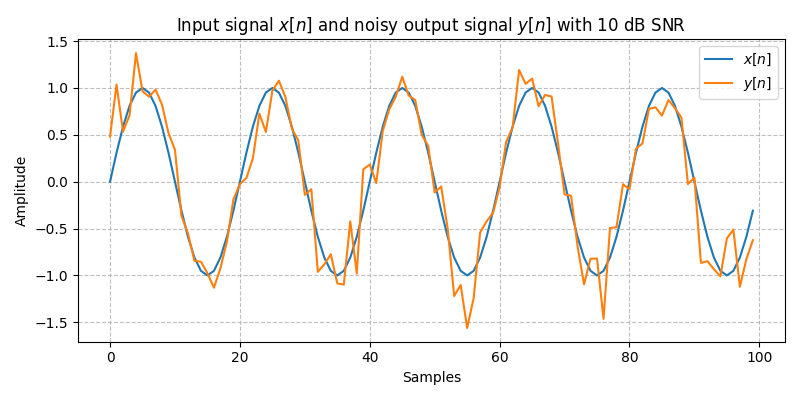 Input signal x[n] and noisy output signal y[n] with 10 dB SNR
x[n]
y[n]
1.5
1.0
0.5
0.0
−0.5
−1.0
−1.5
Amplitude
0 20 40 60 80 100
Samples